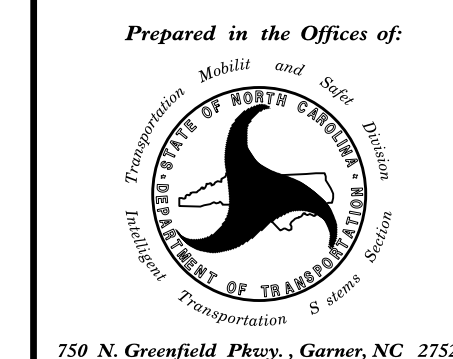 Prepared in the Offices of:
Transportation Mobilit and Safet Division
STATE OF NORTH CAROLINA
DEPARTMENT OF TRANSPORTATION
Intelligent Transportation S stems Section
750 N. Greenfield Pkwy. , Garner, NC 2752